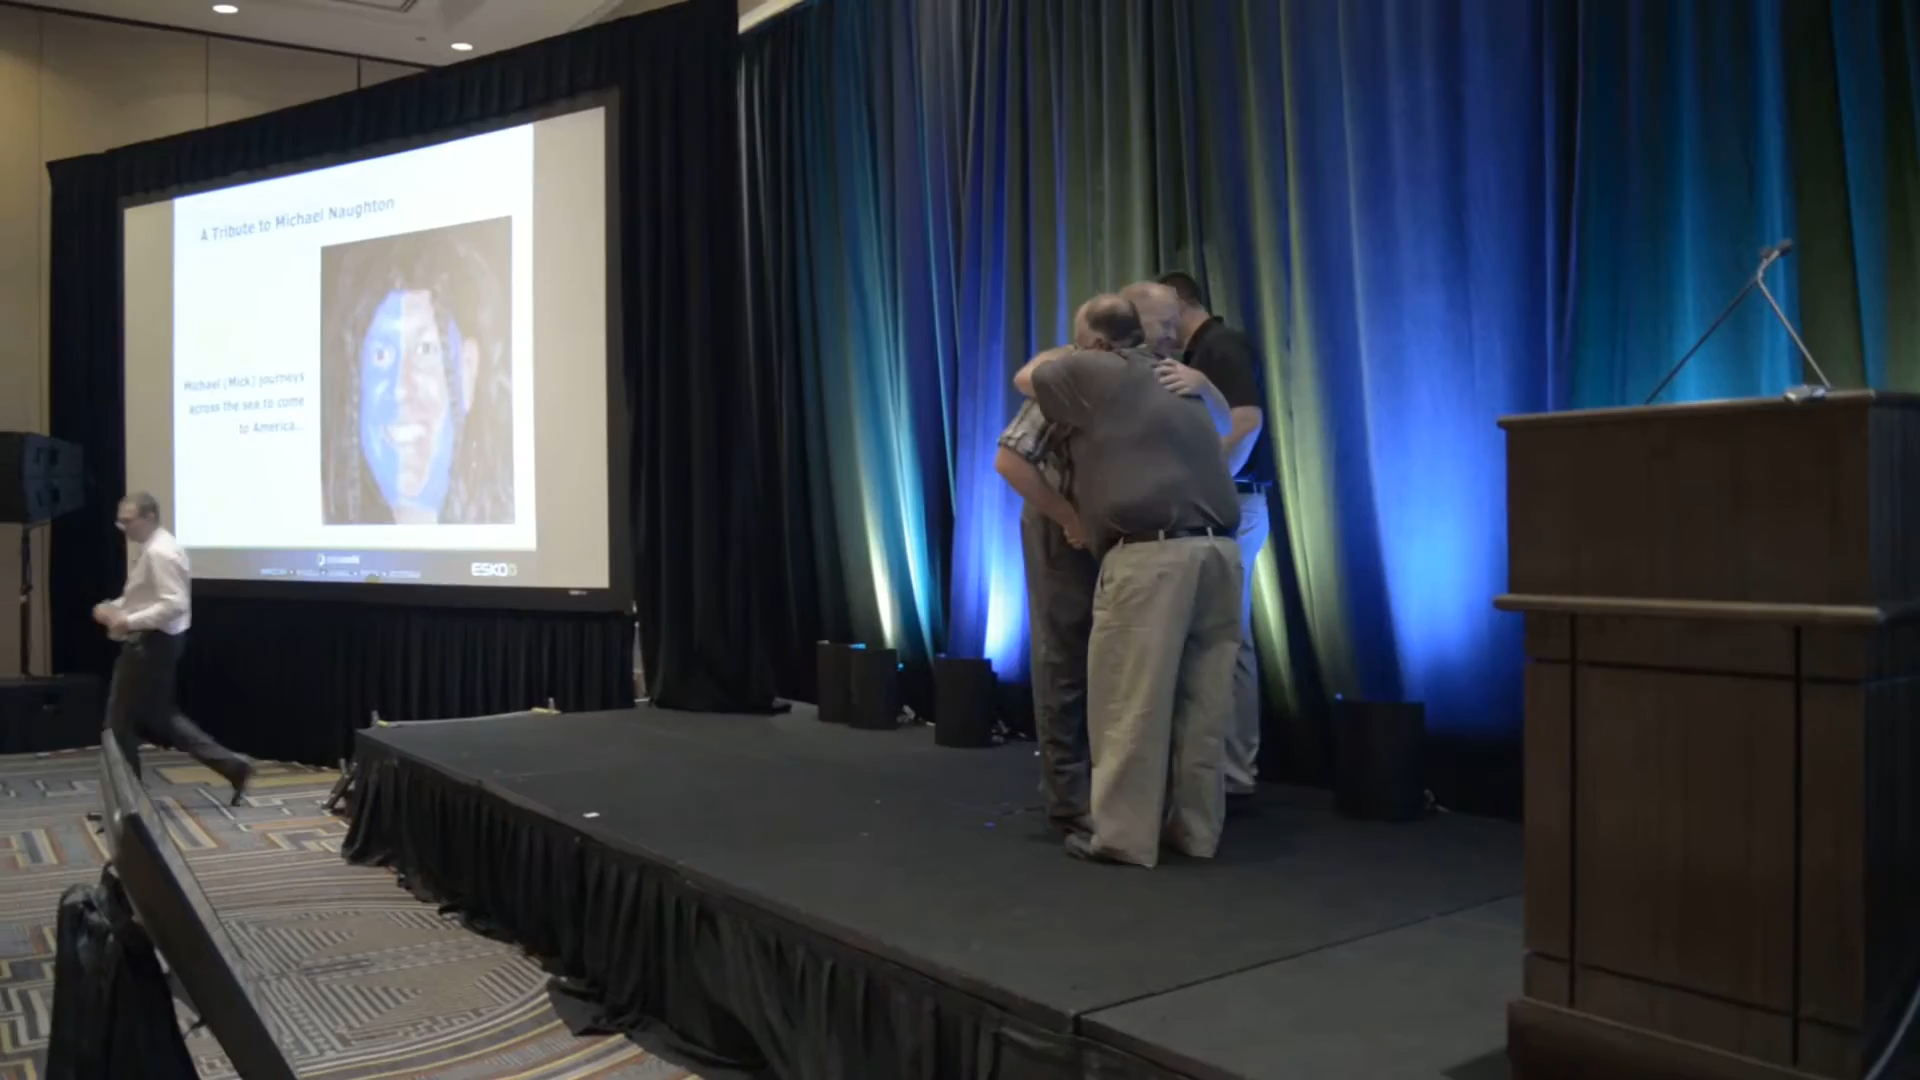 A Tribute to Michael Naughton
Michael (Mick) journeys
across the sea to come
to America...
ESKO